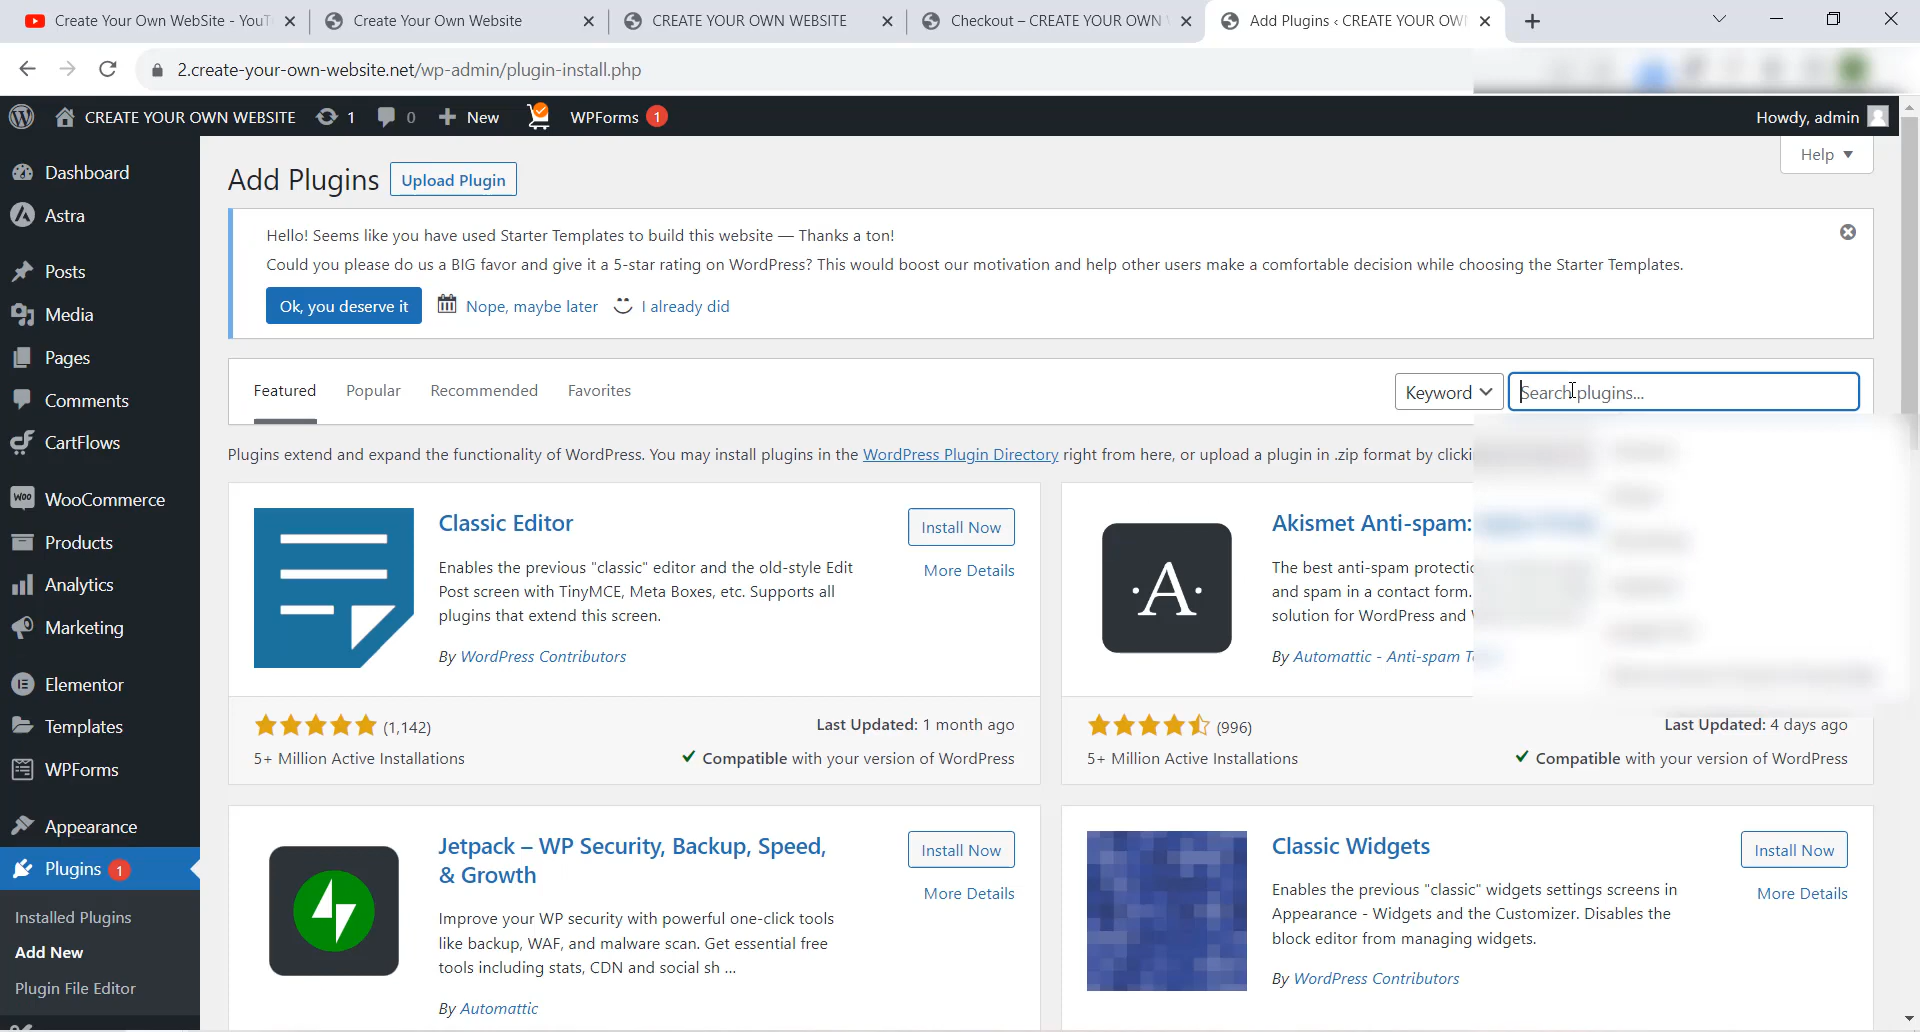 Create Your Own WebSite - YouT
Create Your Own Website
CREATE YOUR OWN WEBSITE
Checkout – CREATE YOUR OWN
Add Plugins ‹ CREATE YOUR OW
2.create-your-own-website.net/wp-admin/plugin-install.php
CREATE YOUR OWN WEBSITE
1
0
New
WPForms 1
Howdy, admin
Dashboard
Astra
Posts
Media
Pages
Comments
CartFlows
WOO WooCommerce
Products
Analytics
Marketing
Elementor
Templates
WPForms
Appearance
Plugins 1
Installed Plugins
Add New
Plugin File Editor
Help
Add Plugins
Upload Plugin
Hello! Seems like you have used Starter Templates to build this website — Thanks a ton!
Could you please do us a BIG favor and give it a 5-star rating on WordPress? This would boost our motivation and help other users make a comfortable decision while choosing the Starter Templates.
Ok, you deserve it
Nope, maybe later
I already did
Featured
Popular
Recommended
Favorites
Keyword
Search plugins...
Plugins extend and expand the functionality of WordPress. You may install plugins in the WordPress Plugin Directory right from here, or upload a plugin in .zip format by clicki
Classic Editor
Install Now
More Details
Enables the previous "classic" editor and the old-style Edit
Post screen with TinyMCE, Meta Boxes, etc. Supports all
plugins that extend this screen.
By WordPress Contributors
(1,142)
5+ Million Active Installations
Last Updated: 1 month ago
Compatible with your version of WordPress
A
Akismet Anti-spam:
The best anti-spam protectic
and spam in a contact form.
solution for WordPress and
By Automattic - Anti-spam
(996)
5+ Million Active Installations
Last Updated: 4 days ago
Compatible with your version of WordPress
Jetpack – WP Security, Backup, Speed,
& Growth
Install Now
More Details
Improve your WP security with powerful one-click tools
like backup, WAF, and malware scan. Get essential free
tools including stats, CDN and social sh ...
By Automattic
Classic Widgets
Install Now
More Details
Enables the previous "classic" widgets settings screens in
Appearance - Widgets and the Customizer. Disables the
block editor from managing widgets.
By WordPress Contributors